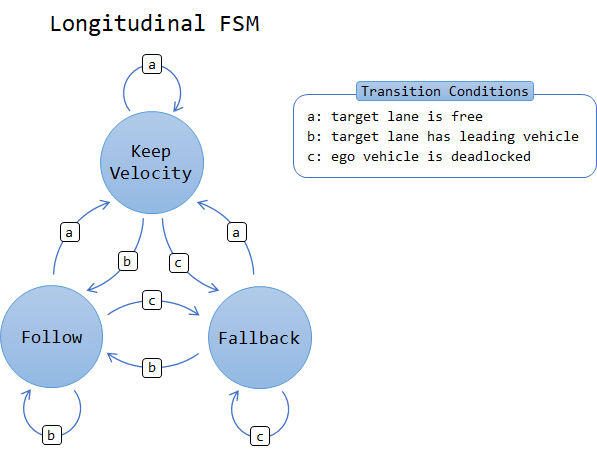 Longitudinal FSM
a
Transition Conditions
a: target lane is free
b: target lane has leading vehicle
c: ego vehicle is deadlocked
Keep
Velocity
a
a
b
c
c
Follow
Fallback
b
b
c